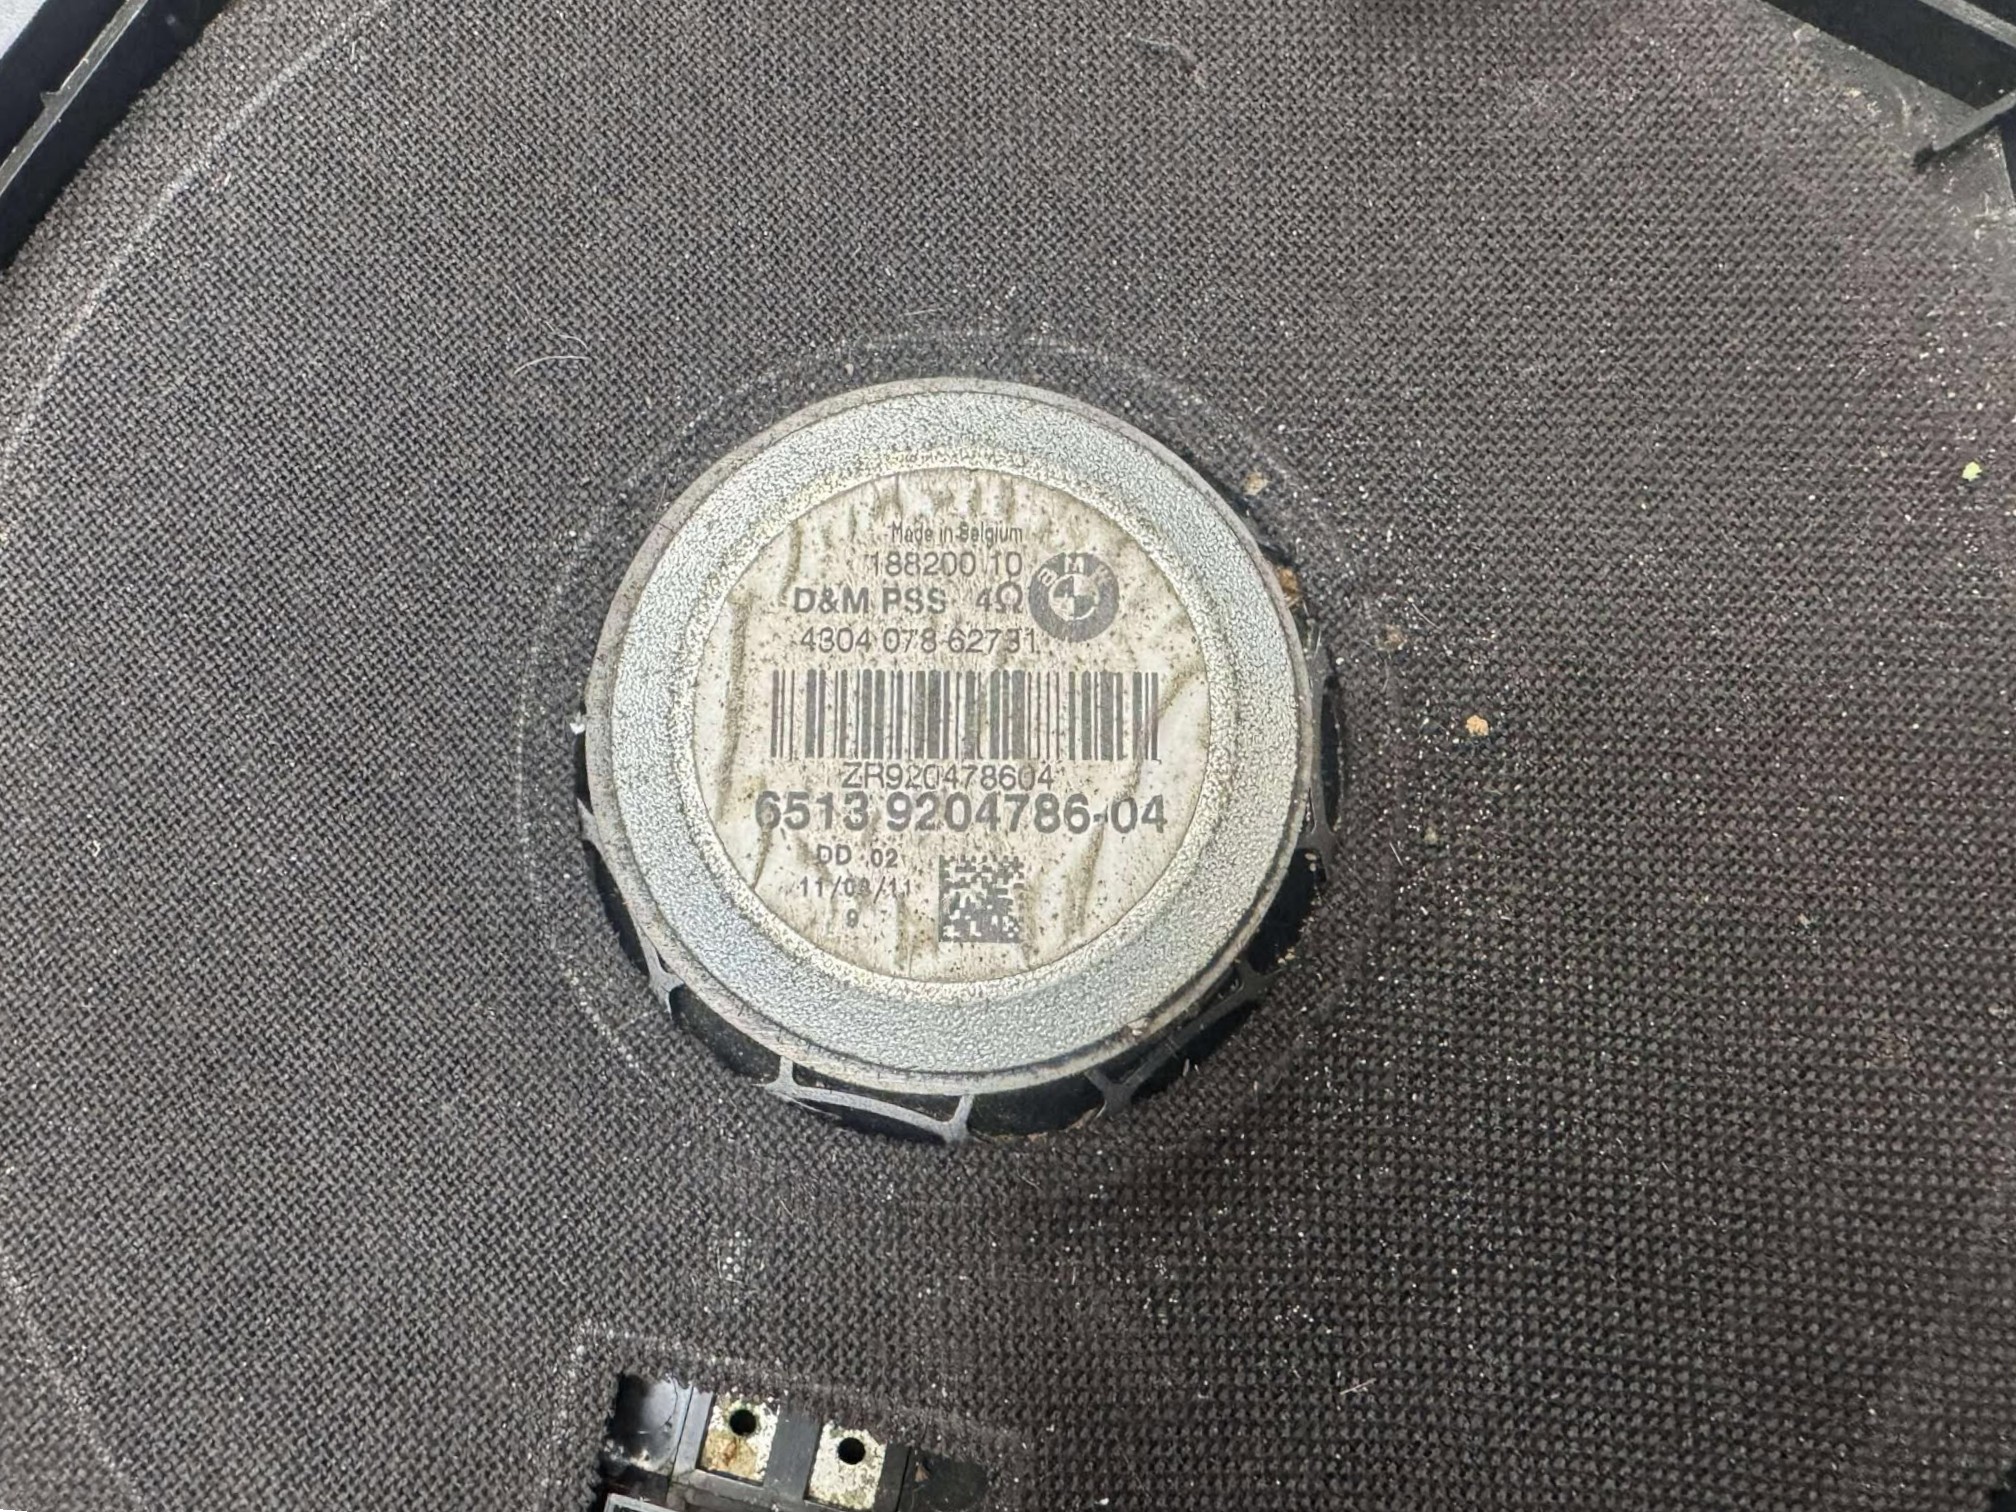 Made in Belgium
188200 10
D&M PSS 4Ω
BMW
4304 078 62731
ZR920478604
6513 9204786-04
DD 02
11/09/11
9